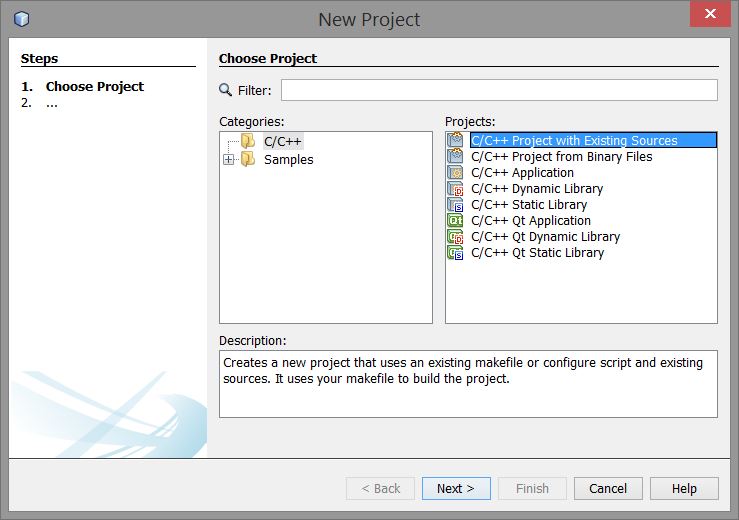 New Project
Steps
1. Choose Project
2. ...
Choose Project
Filter:
Categories:
C/C++
Samples
Projects:
C/C++ Project with Existing Sources
C/C++ Project from Binary Files
C/C++ Application
C/C++ Dynamic Library
C/C++ Static Library
C/C++ Qt Application
C/C++ Qt Dynamic Library
C/C++ Qt Static Library
Description:
Creates a new project that uses an existing makefile or configure script and existing
sources. It uses your makefile to build the project.
< Back Next > Finish Cancel Help